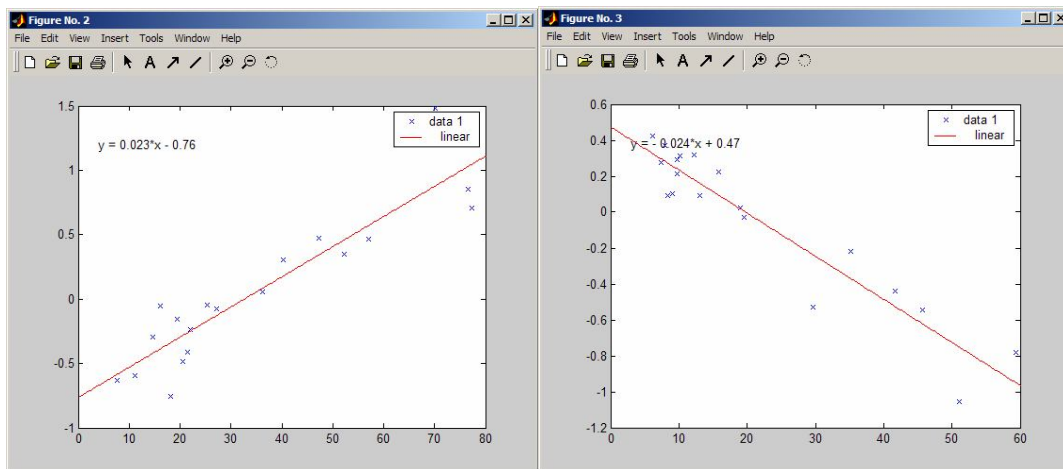 Figure No. 2
File Edit View Insert Tools Window Help
A
1.5
1
0.5
0
-0.5
-1
0 10 20 30 40 50 60 70 80
y = 0.023*x - 0.76
data 1
linear
Figure No. 3
File Edit View Insert Tools Window Help
A
0.6
0.4
0.2
0
-0.2
-0.4
-0.6
-0.8
-1
-1.2
0 10 20 30 40 50 60
y = - 0.024*x + 0.47
data 1
linear